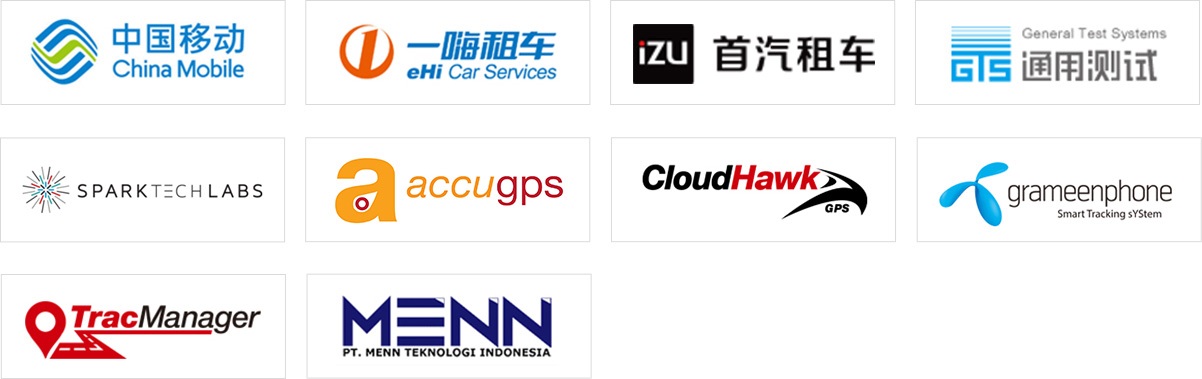 中国移动
China Mobile
一嗨租车
eHi Car Services
iZU 首汽租车
General Test Systems
GTS 通用测试
SPARKTECHLABS
a accugps
CloudHawk
GPS
grameenphone
Smart Tracking sYStem
TracManager
MENN
PT. MENN TEKNOLOGI INDONESIA